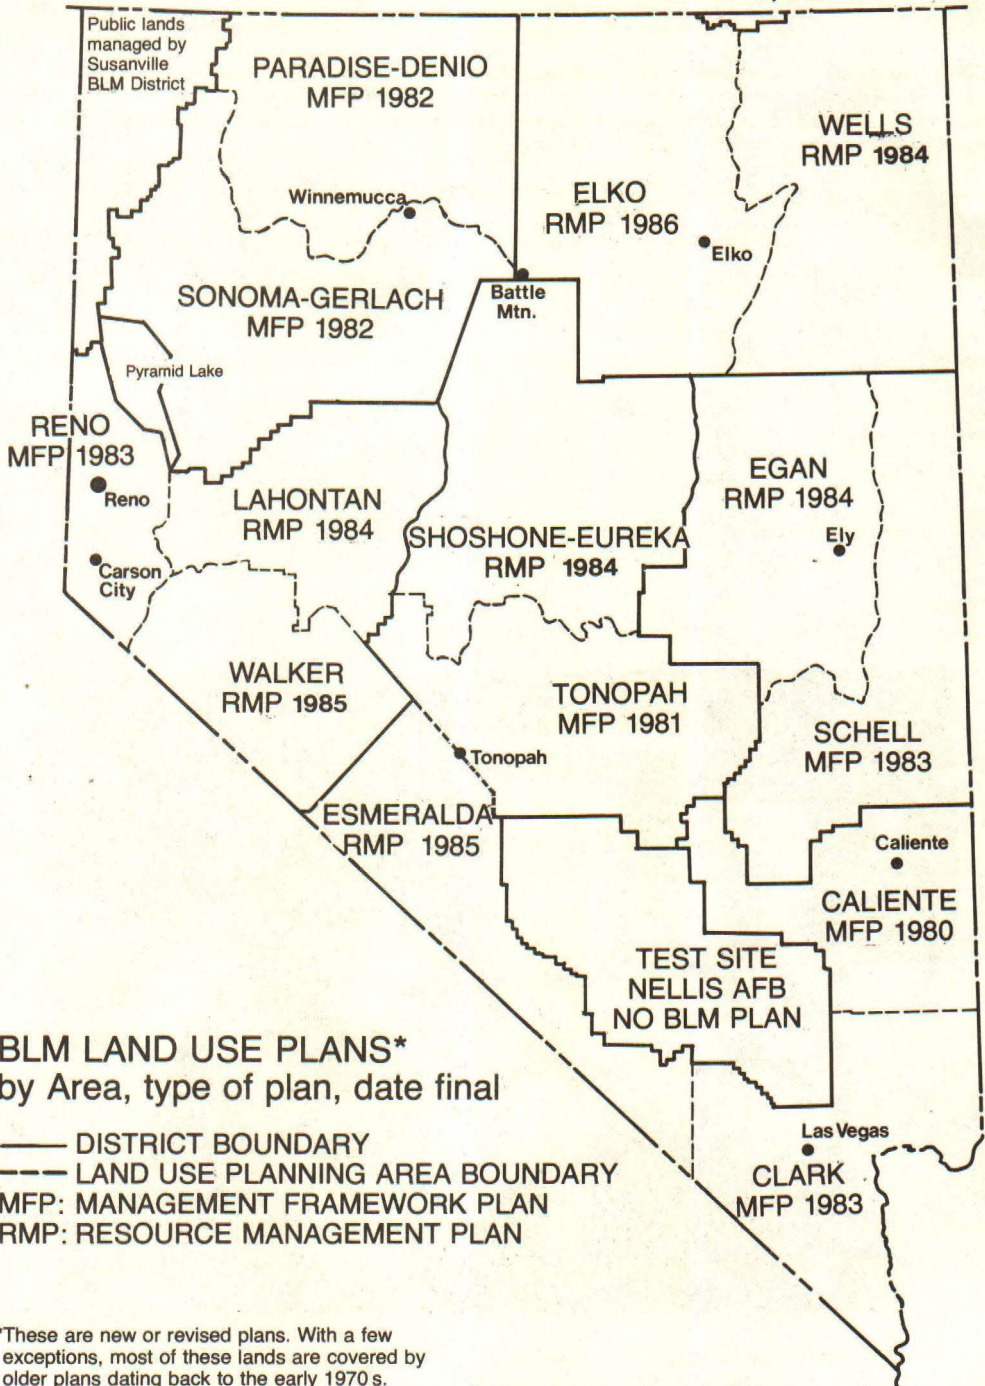 Public lands
managed by
Susanville
BLM District
PARADISE-DENIO
MFP 1982
WELLS
RMP 1984
Winnemucca
ELKO
RMP 1986
Elko
Battle
Mtn.
SONOMA-GERLACH
MFP 1982
Pyramid Lake
RENO
MFP 1983
Reno
LAHONTAN
RMP 1984
EGAN
RMP 1984
Ely
SHOSHONE-EUREKA
RMP 1984
Carson
City
WALKER
RMP 1985
TONOPAH
MFP 1981
SCHELL
MFP 1983
Tonopah
ESMERALDA
RMP 1985
Caliente
CALIENTE
MFP 1980
TEST SITE
NELLIS AFB
NO BLM PLAN
BLM LAND USE PLANS*
by Area, type of plan, date final
DISTRICT BOUNDARY
LAND USE PLANNING AREA BOUNDARY
MFP: MANAGEMENT FRAMEWORK PLAN
RMP: RESOURCE MANAGEMENT PLAN
Las Vegas
CLARK
MFP 1983
*These are new or revised plans. With a few
exceptions, most of these lands are covered by
older plans dating back to the early 1970s.